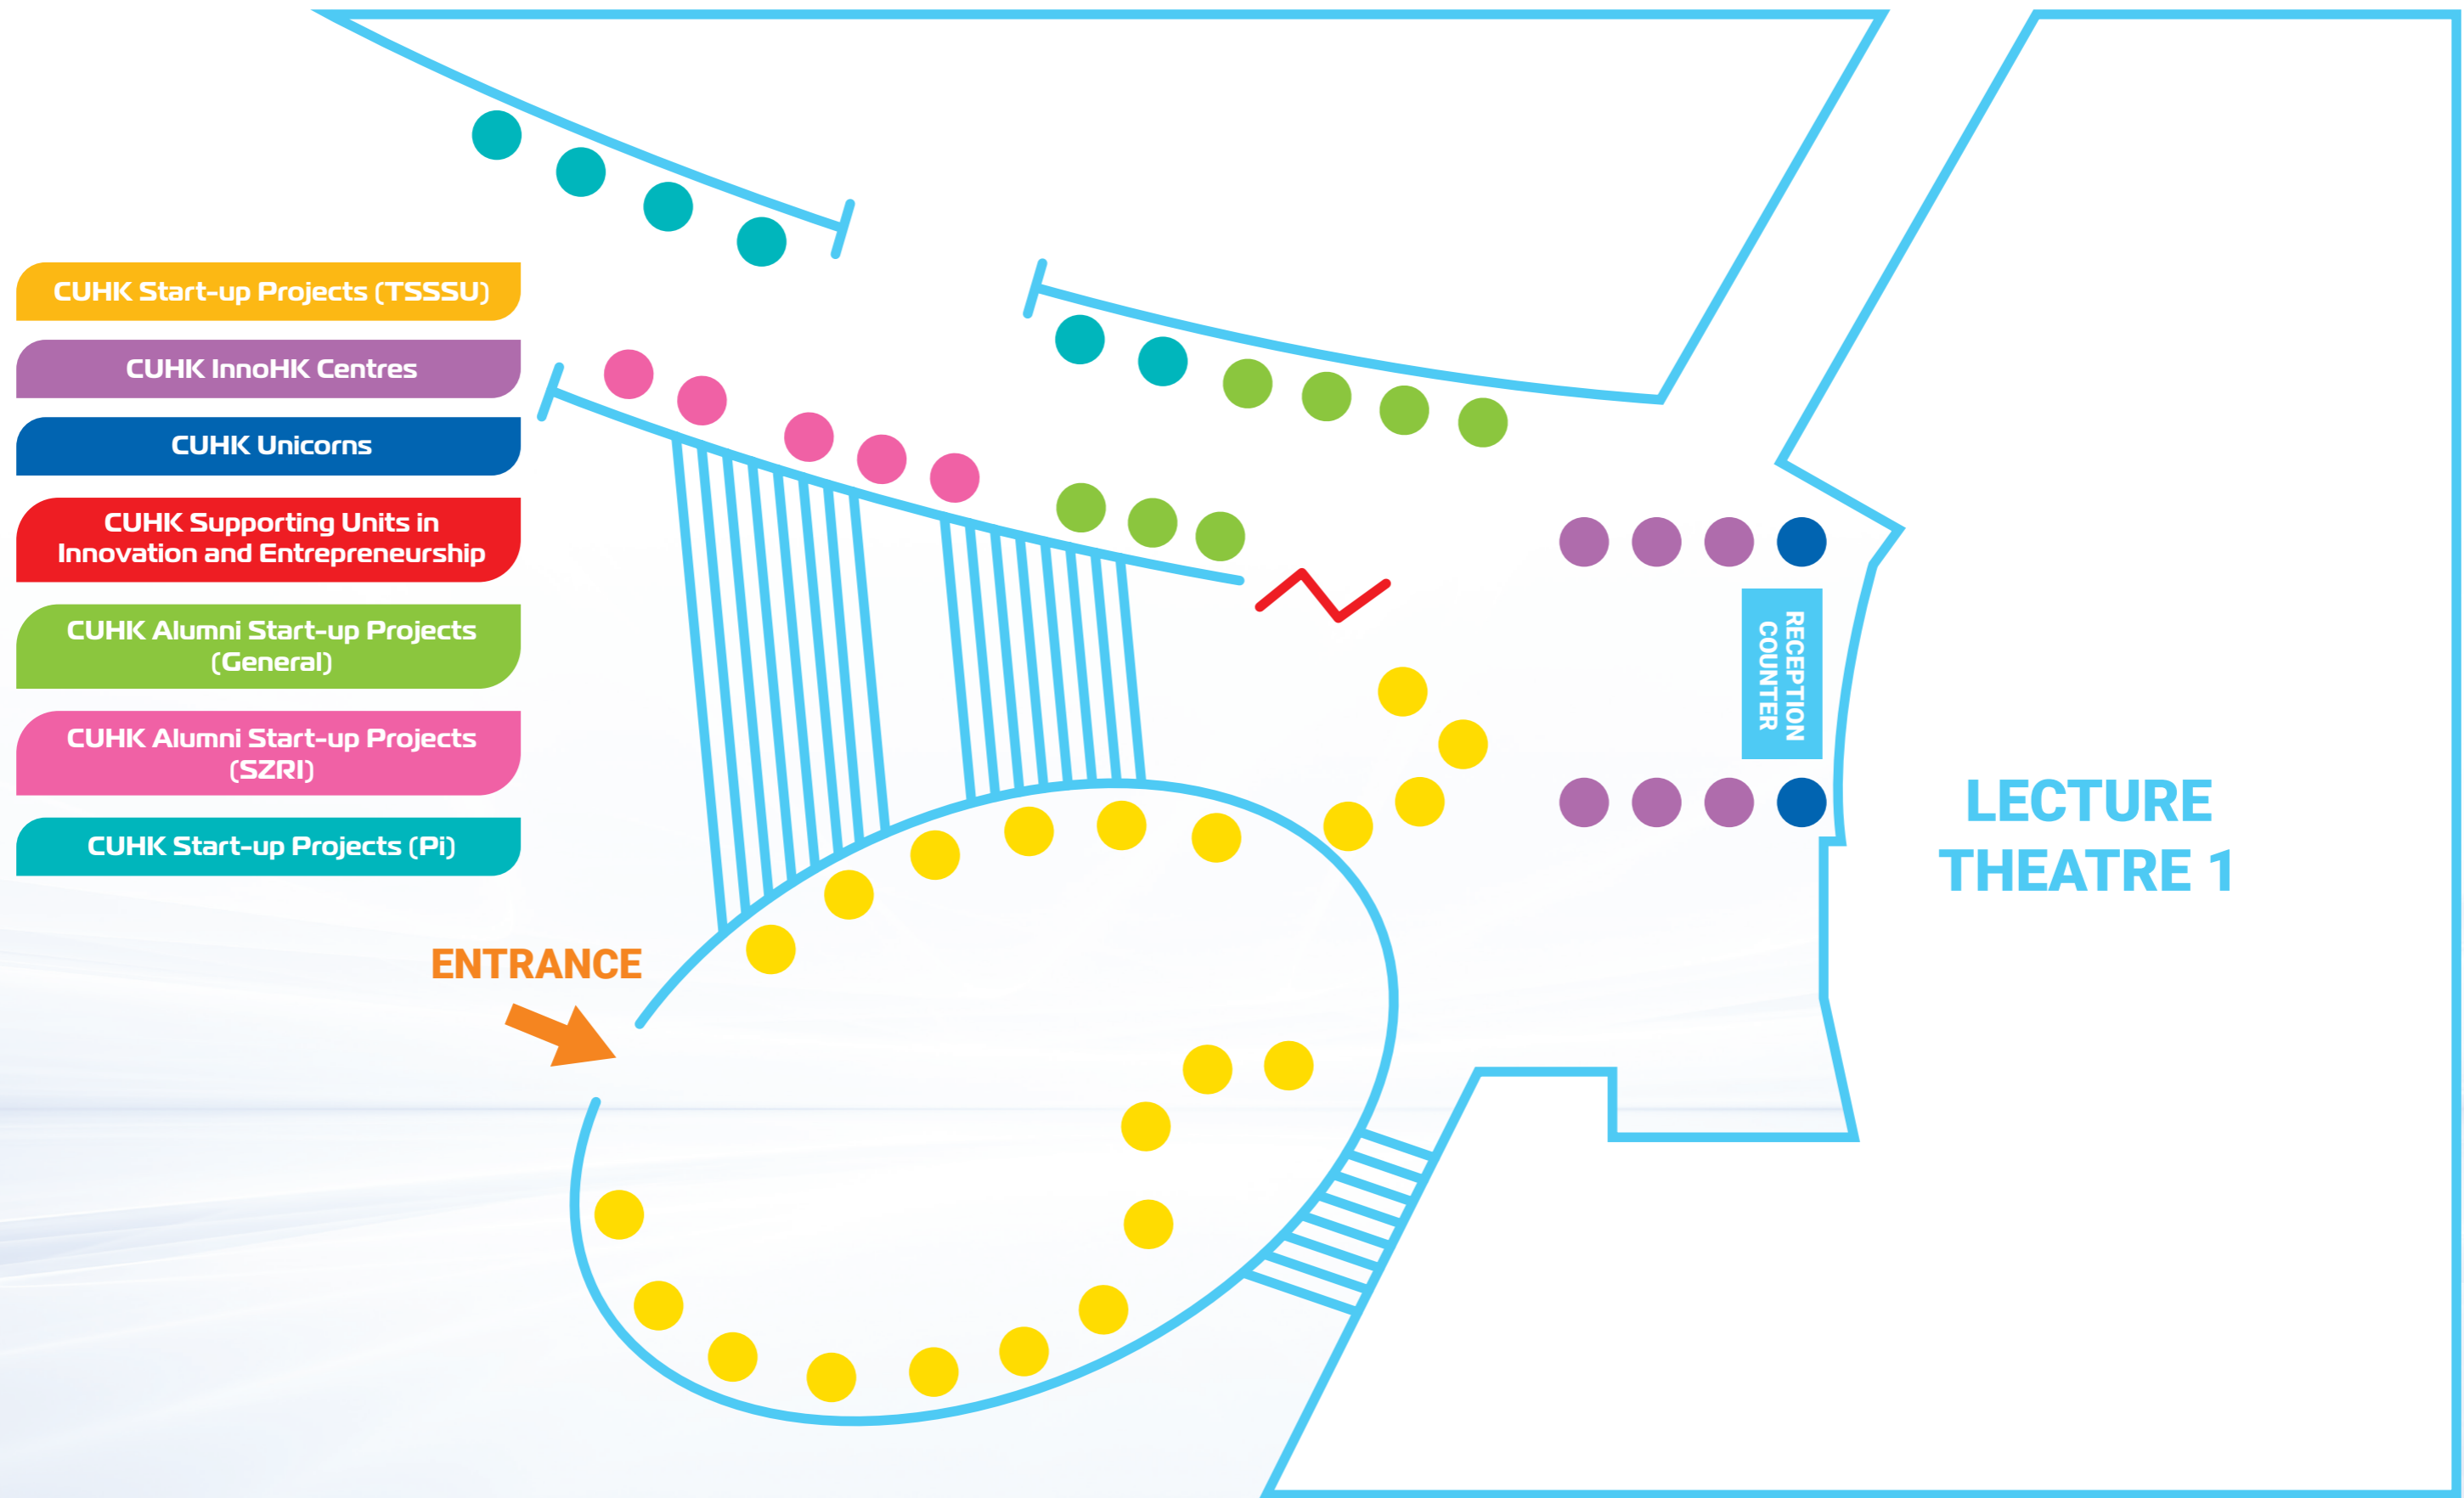 CUHK Start-up Projects (TSSSU)
CUHK InnoHK Centres
CUHK Unicorns
CUHK Supporting Units in
Innovation and Entrepreneurship
CUHK Alumni Start-up Projects
(General)
CUHK Alumni Start-up Projects
(SZRI)
CUHK Start-up Projects (Pi)
ENTRANCE
RECEPTION
COUNTER
LECTURE
THEATRE 1